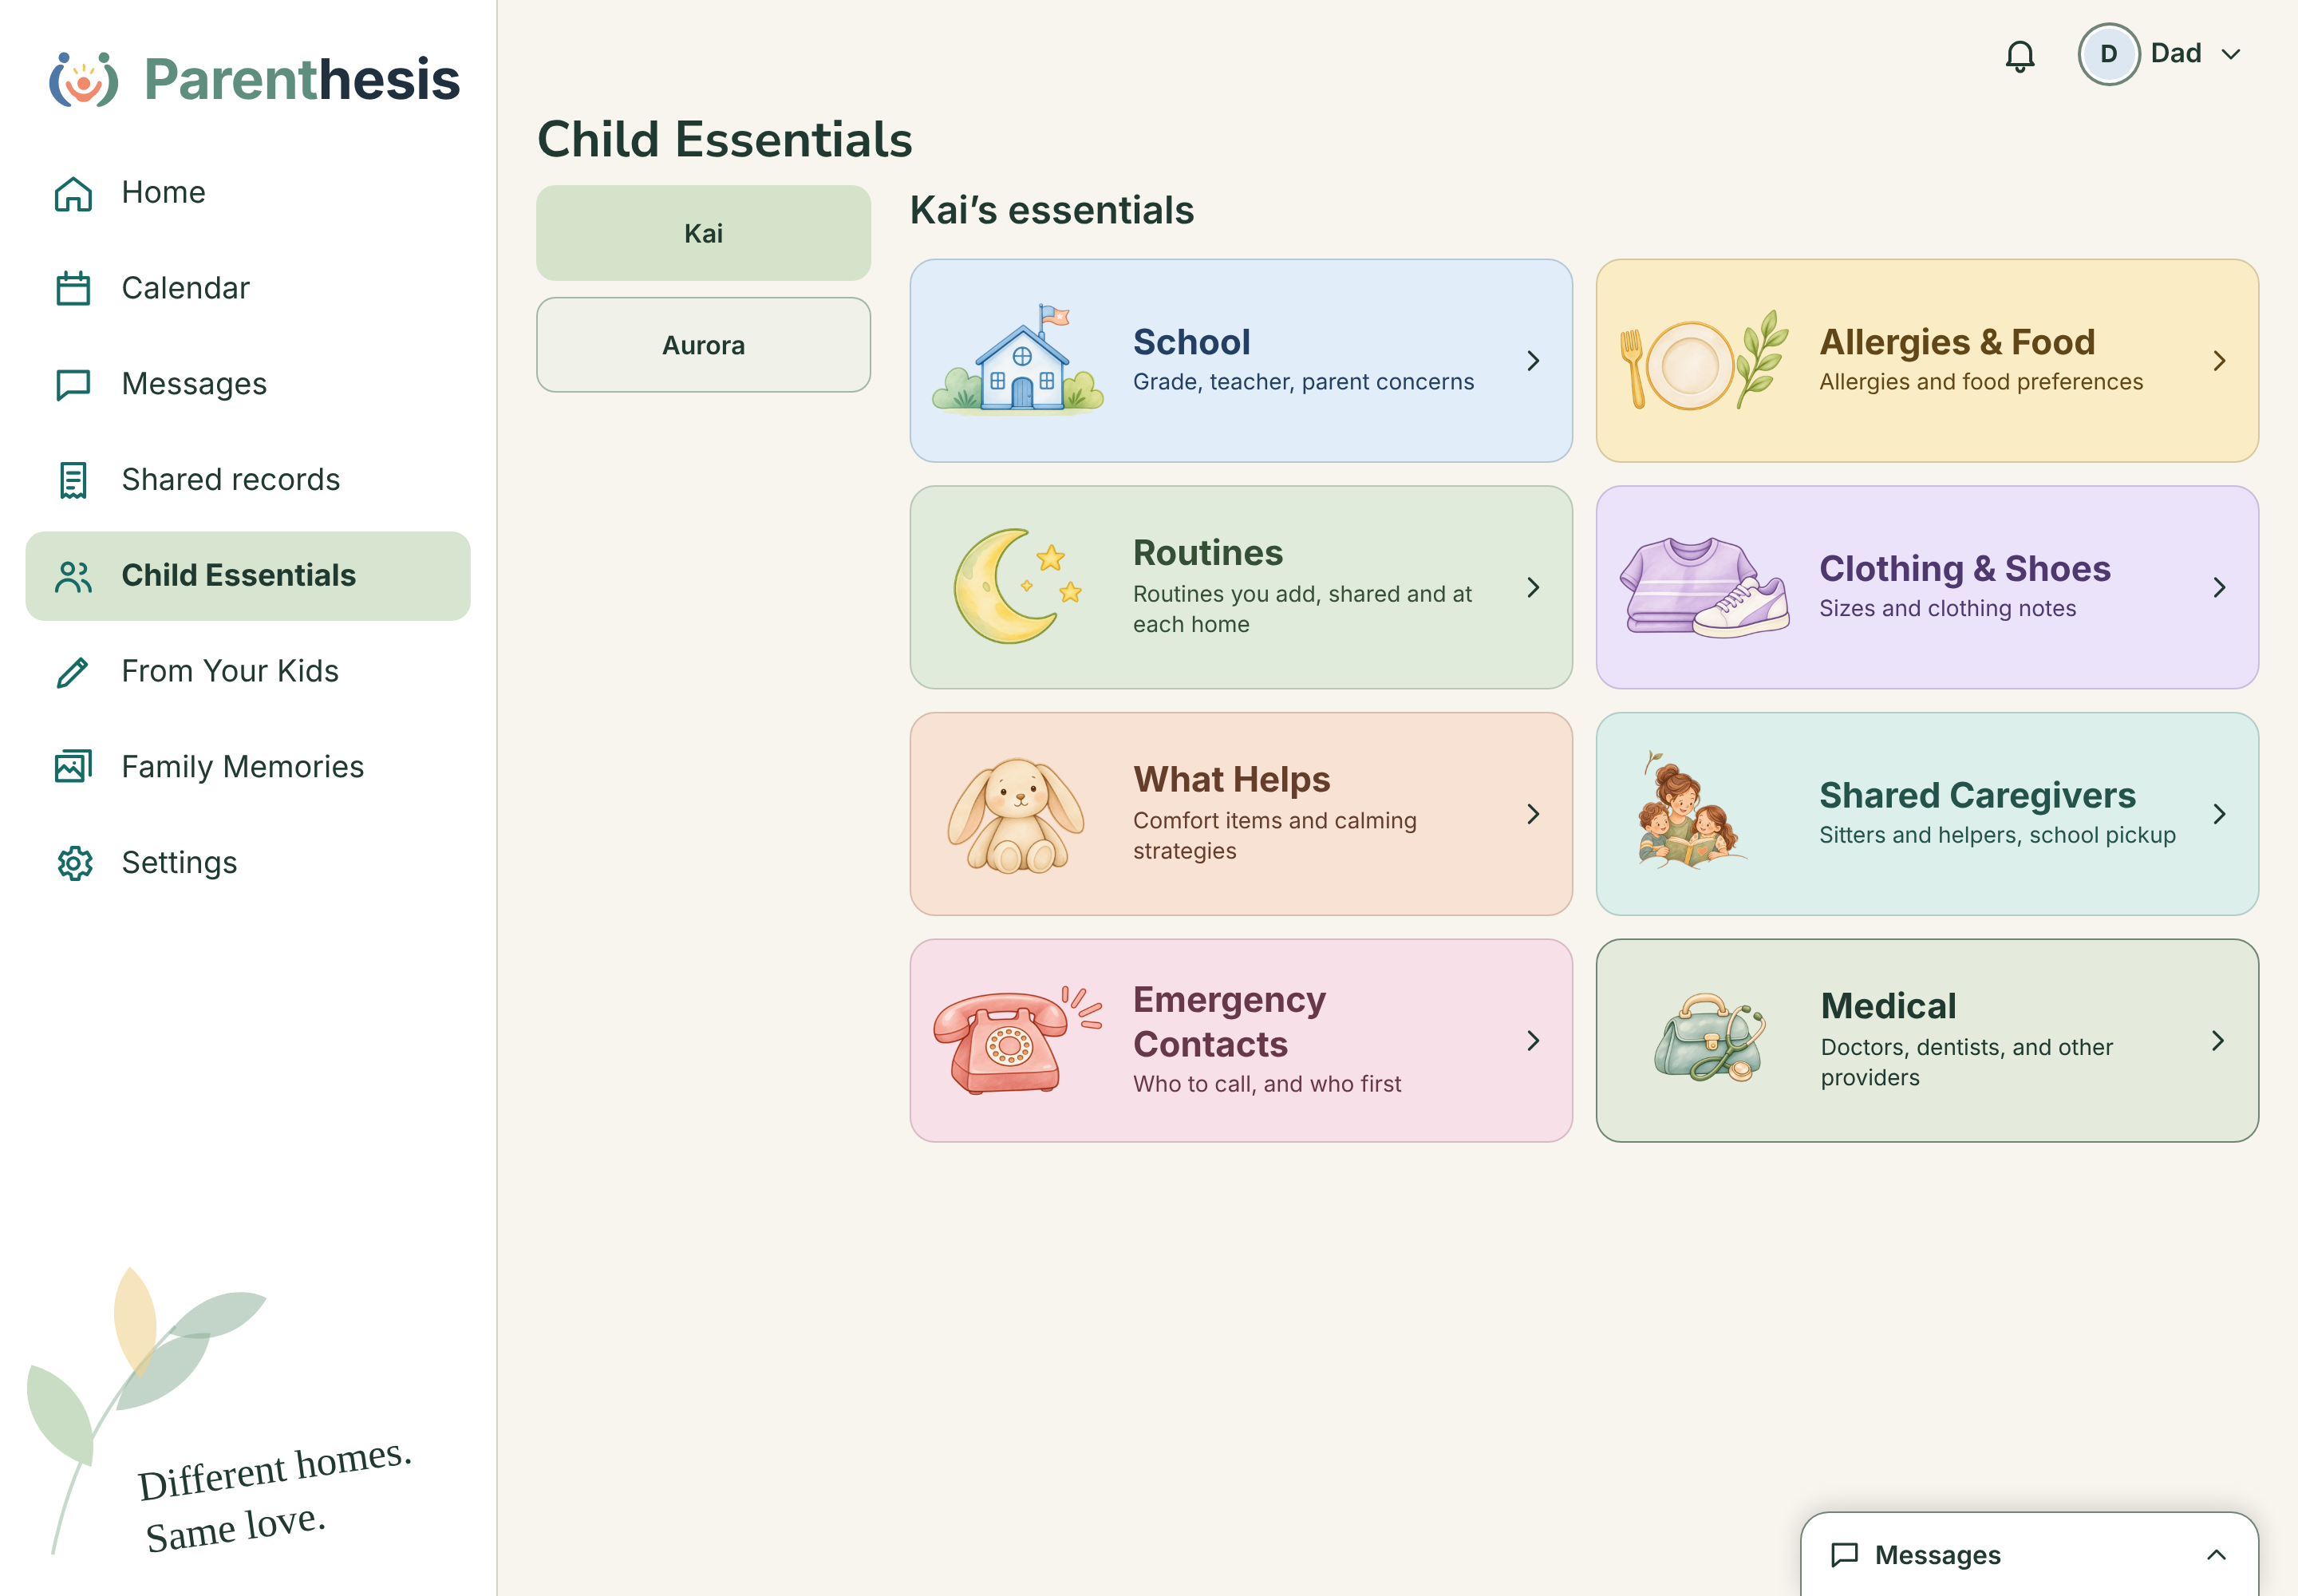 Parenthesis
Home
Calendar
Messages
Shared records
Child Essentials
From Your Kids
Family Memories
Settings
Different homes.
Same love.
D
Dad
Child Essentials
Kai
Aurora
Kai’s essentials
School
Grade, teacher, parent concerns
Allergies & Food
Allergies and food preferences
Routines
Routines you add, shared and at
each home
Clothing & Shoes
Sizes and clothing notes
What Helps
Comfort items and calming
strategies
Shared Caregivers
Sitters and helpers, school pickup
Emergency
Contacts
Who to call, and who first
Medical
Doctors, dentists, and other
providers
Messages